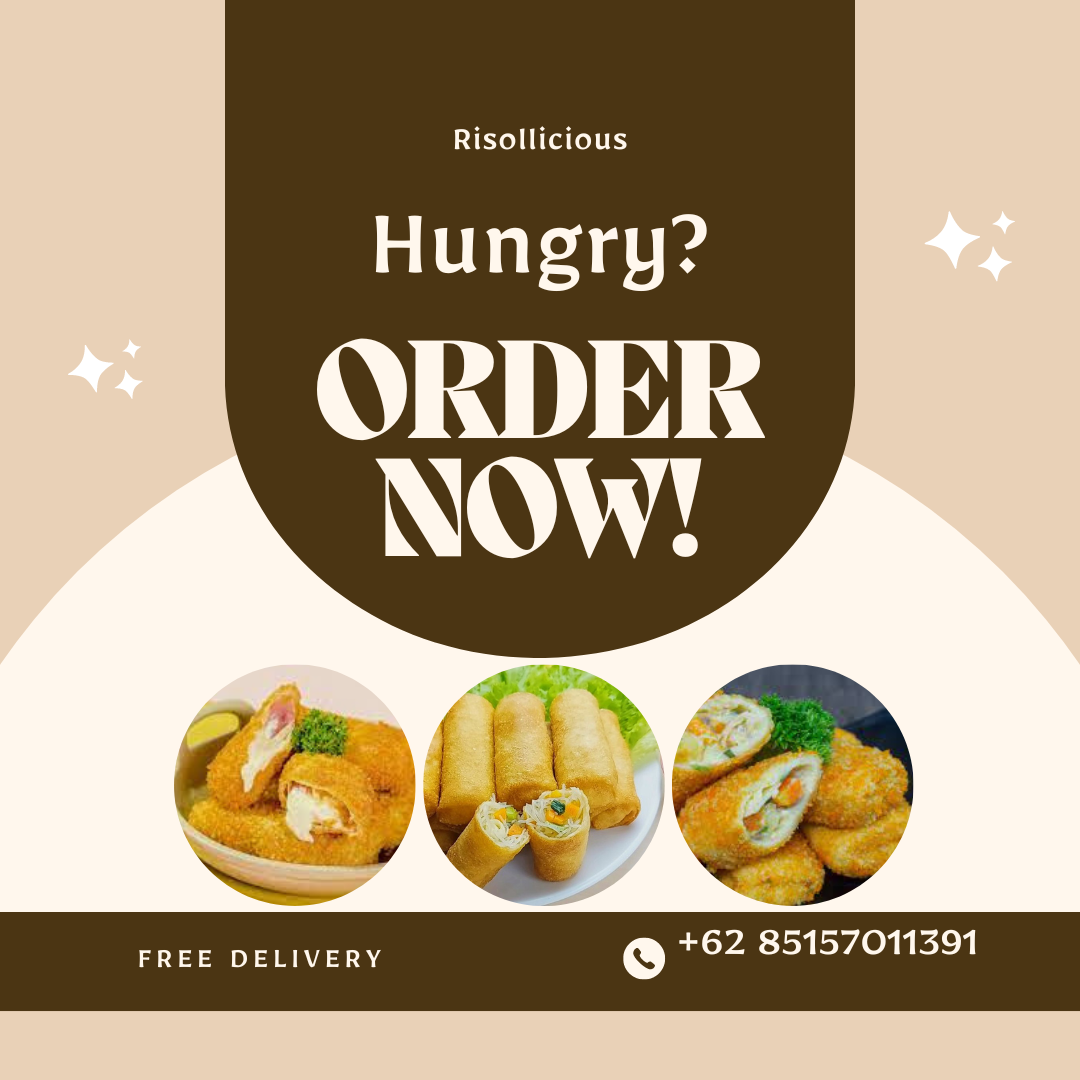 Risollicious
Hungry?
ORDER
NOW!
FREE DELIVERY
+62 85157011391